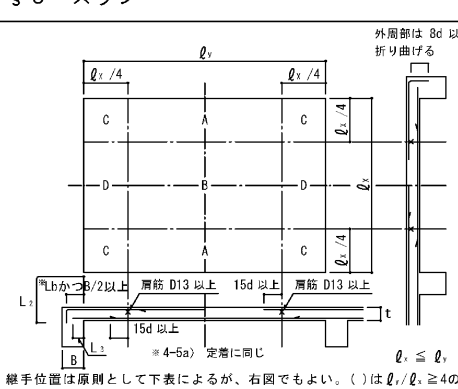 外周部は 8d 以
折り曲げる
ℓy
ℓx /4
ℓx /4
C
A
C
ℓx /4
D
B
D
ℓx
C
A
C
ℓx /4
※LbかつB/2以上
肩筋 D13 以上
15d 以上
肩筋 D13 以上
L2
t
15d 以上
L3
※ 4-5a) 定着に同じ
B
ℓx ≦ ℓy
継手位置は原則として下表によるが、右図でもよい。( )はℓy/ℓx ≧4の